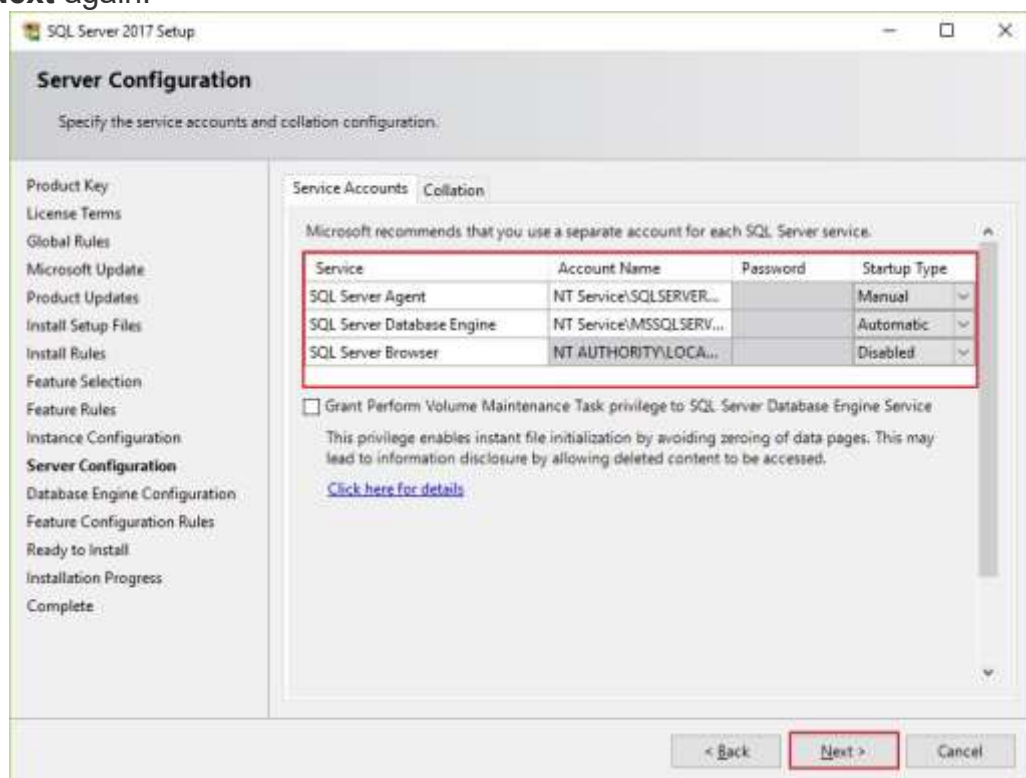 Next again.
SQL Server 2017 Setup
Server Configuration
Specify the service accounts and collation configuration.
Product Key
License Terms
Global Rules
Microsoft Update
Product Updates
Install Setup Files
Install Rules
Feature Selection
Feature Rules
Instance Configuration
Server Configuration
Database Engine Configuration
Feature Configuration Rules
Ready to Install
Installation Progress
Complete
Service Accounts Collation
Microsoft recommends that you use a separate account for each SQL Server service.
Service Account Name Password Startup Type
SQL Server Agent NT Service\SQLSERVER... Manual
SQL Server Database Engine NT Service\MSSQLSERV... Automatic
SQL Server Browser NT AUTHORITY\LOCA... Disabled
Grant Perform Volume Maintenance Task privilege to SQL Server Database Engine Service
This privilege enables instant file initialization by avoiding zeroing of data pages. This may
lead to information disclosure by allowing deleted content to be accessed.
Click here for details
< Back Next > Cancel